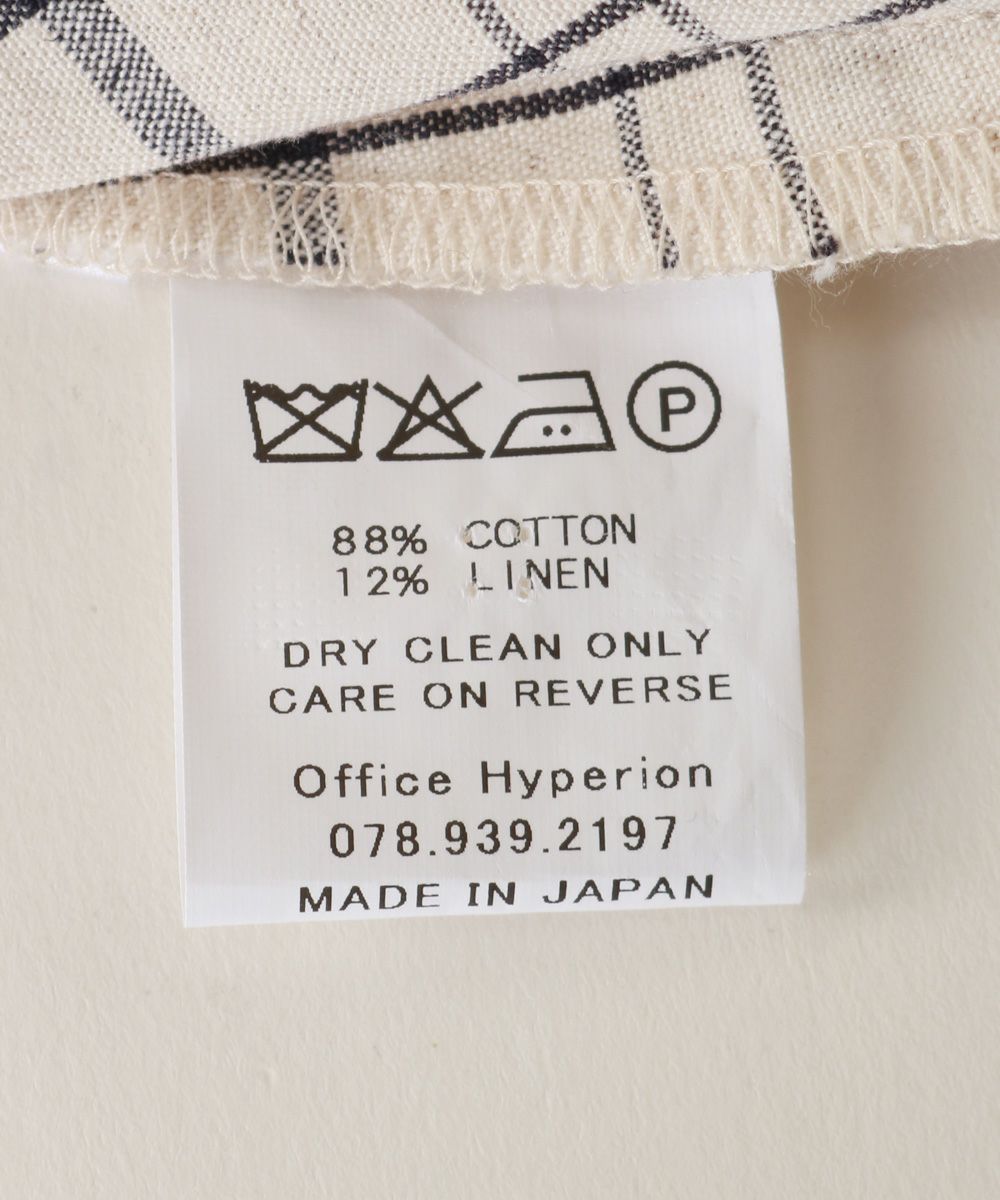 P
88% COTTON
12% LINEN
DRY CLEAN ONLY
CARE ON REVERSE
Office Hyperion
078.939.2197
MADE IN JAPAN